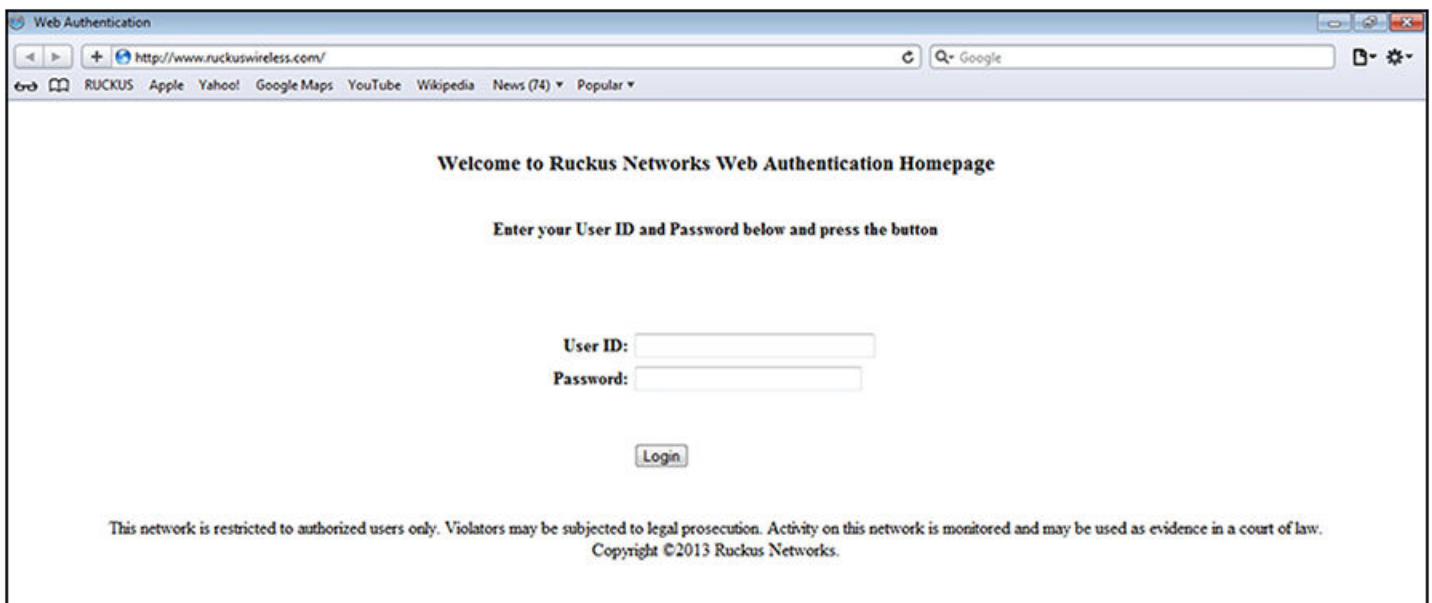 Web Authentication
http://www.ruckuswireless.com/
Google
RUCKUS Apple Yahoo! Google Maps YouTube Wikipedia News (74) Popular
Welcome to Ruckus Networks Web Authentication Homepage
Enter your User ID and Password below and press the button
User ID:
Password:
Login
This network is restricted to authorized users only. Violators may be subjected to legal prosecution. Activity on this network is monitored and may be used as evidence in a court of law.
Copyright ©2013 Ruckus Networks.